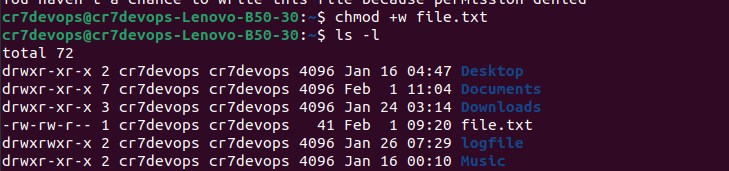 You haven't a chance to write this file because permission denied
cr7devops@cr7devops-Lenovo-B50-30:~$ chmod +w file.txt
cr7devops@cr7devops-Lenovo-B50-30:~$ ls -l
total 72
drwxr-xr-x 2 cr7devops cr7devops 4096 Jan 16 04:47 Desktop
drwxr-xr-x 7 cr7devops cr7devops 4096 Feb  1 11:04 Documents
drwxr-xr-x 3 cr7devops cr7devops 4096 Jan 24 03:14 Downloads
-rw-rw-r-- 1 cr7devops cr7devops   41 Feb  1 09:20 file.txt
drwxrwxr-x 2 cr7devops cr7devops 4096 Jan 26 07:29 logfile
drwxr-xr-x 2 cr7devops cr7devops 4096 Jan 16 00:10 Music